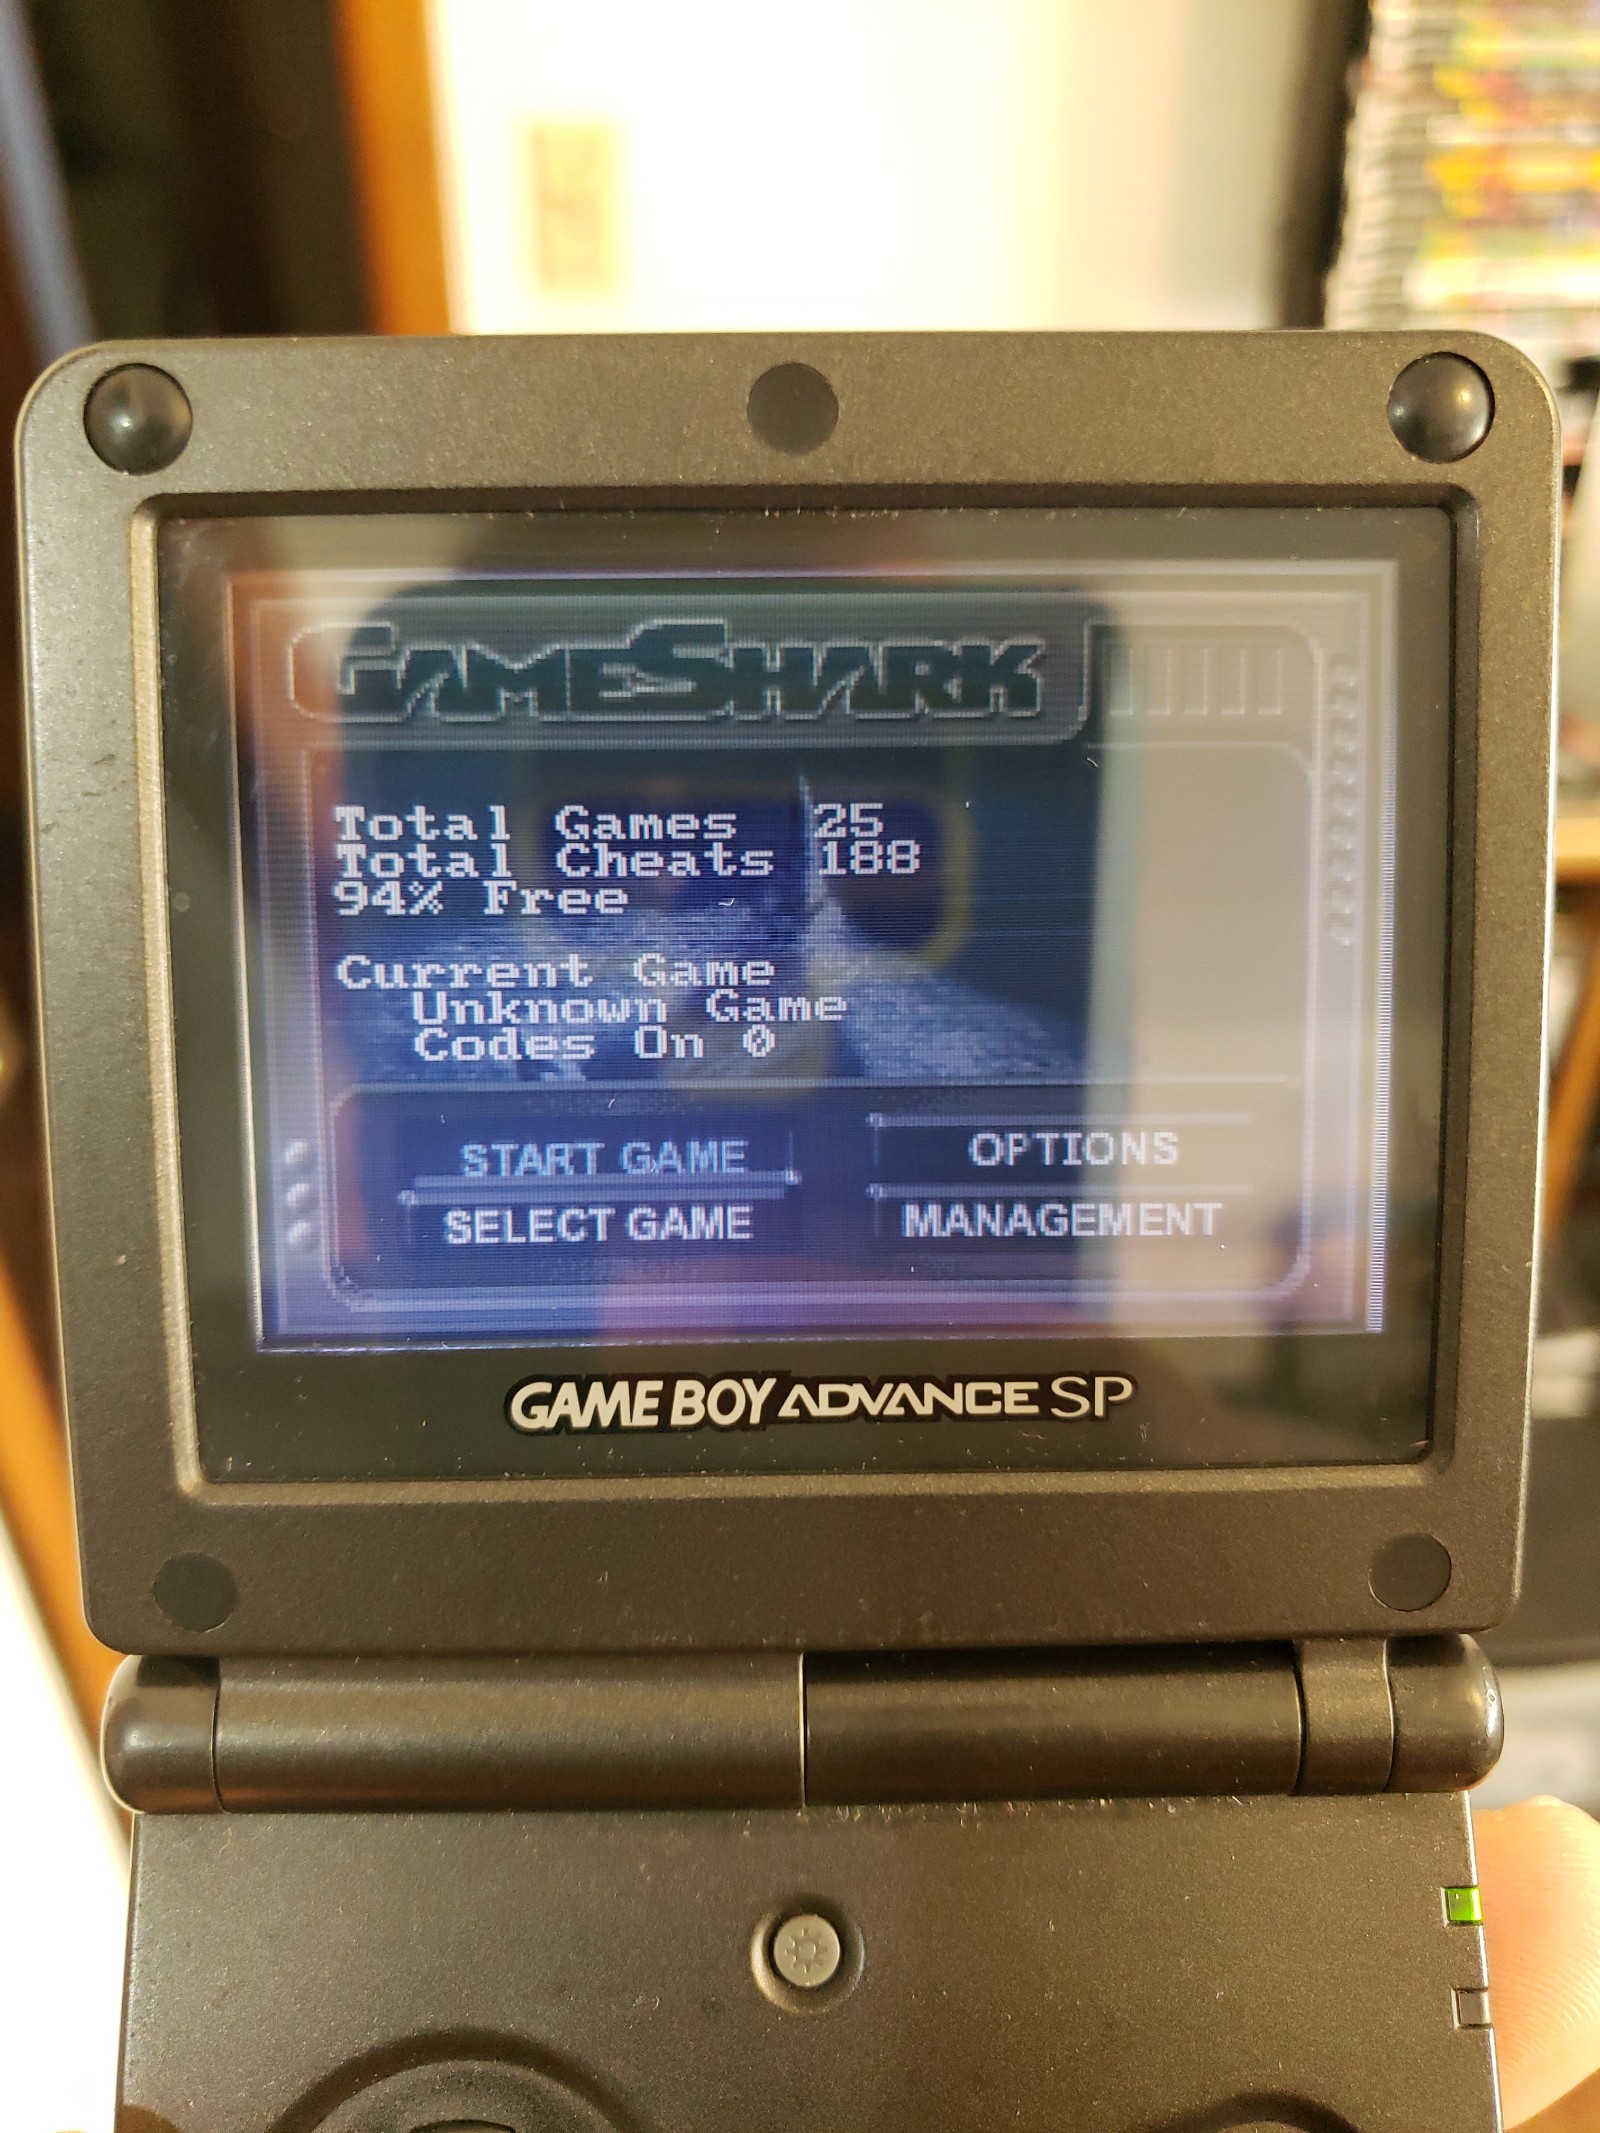 GAMESHARK
Total Games 25
Total Cheats 188
94% Free
Current Game
Unknown Game
Codes On 0
START GAME OPTIONS
SELECT GAME MANAGEMENT
GAME BOY ADVANCE SP